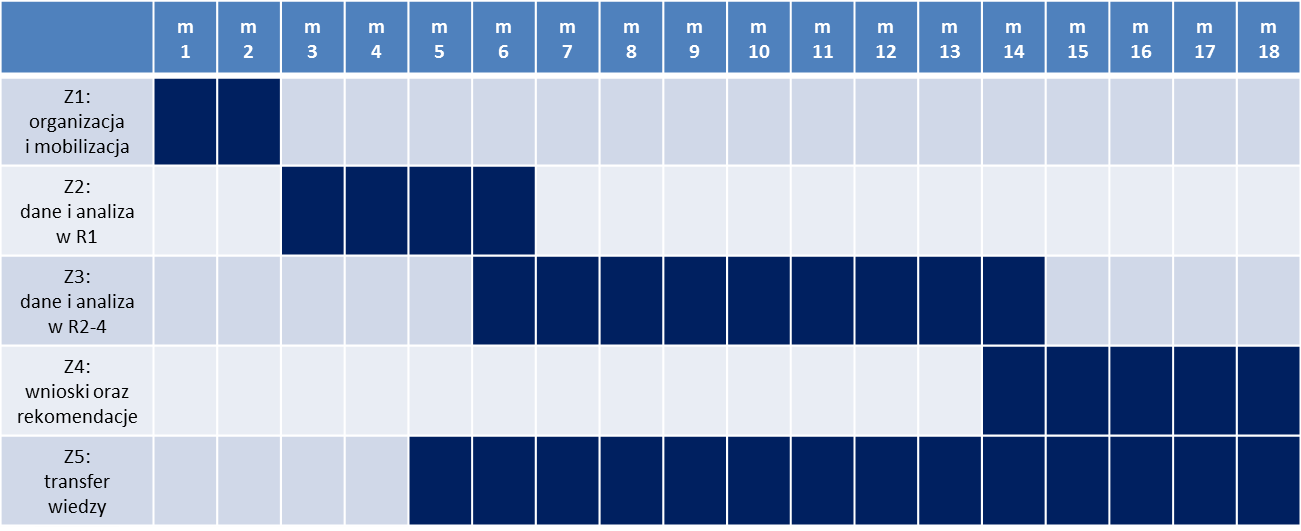 m m m m m m m m m m m m m m m m m m
1 2 3 4 5 6 7 8 9 10 11 12 13 14 15 16 17 18
Z1:
organizacja
i mobilizacja
Z2:
dane i analiza
w R1
Z3:
dane i analiza
w R2-4
Z4:
wnioski oraz
rekomendacje
Z5:
transfer
wiedzy